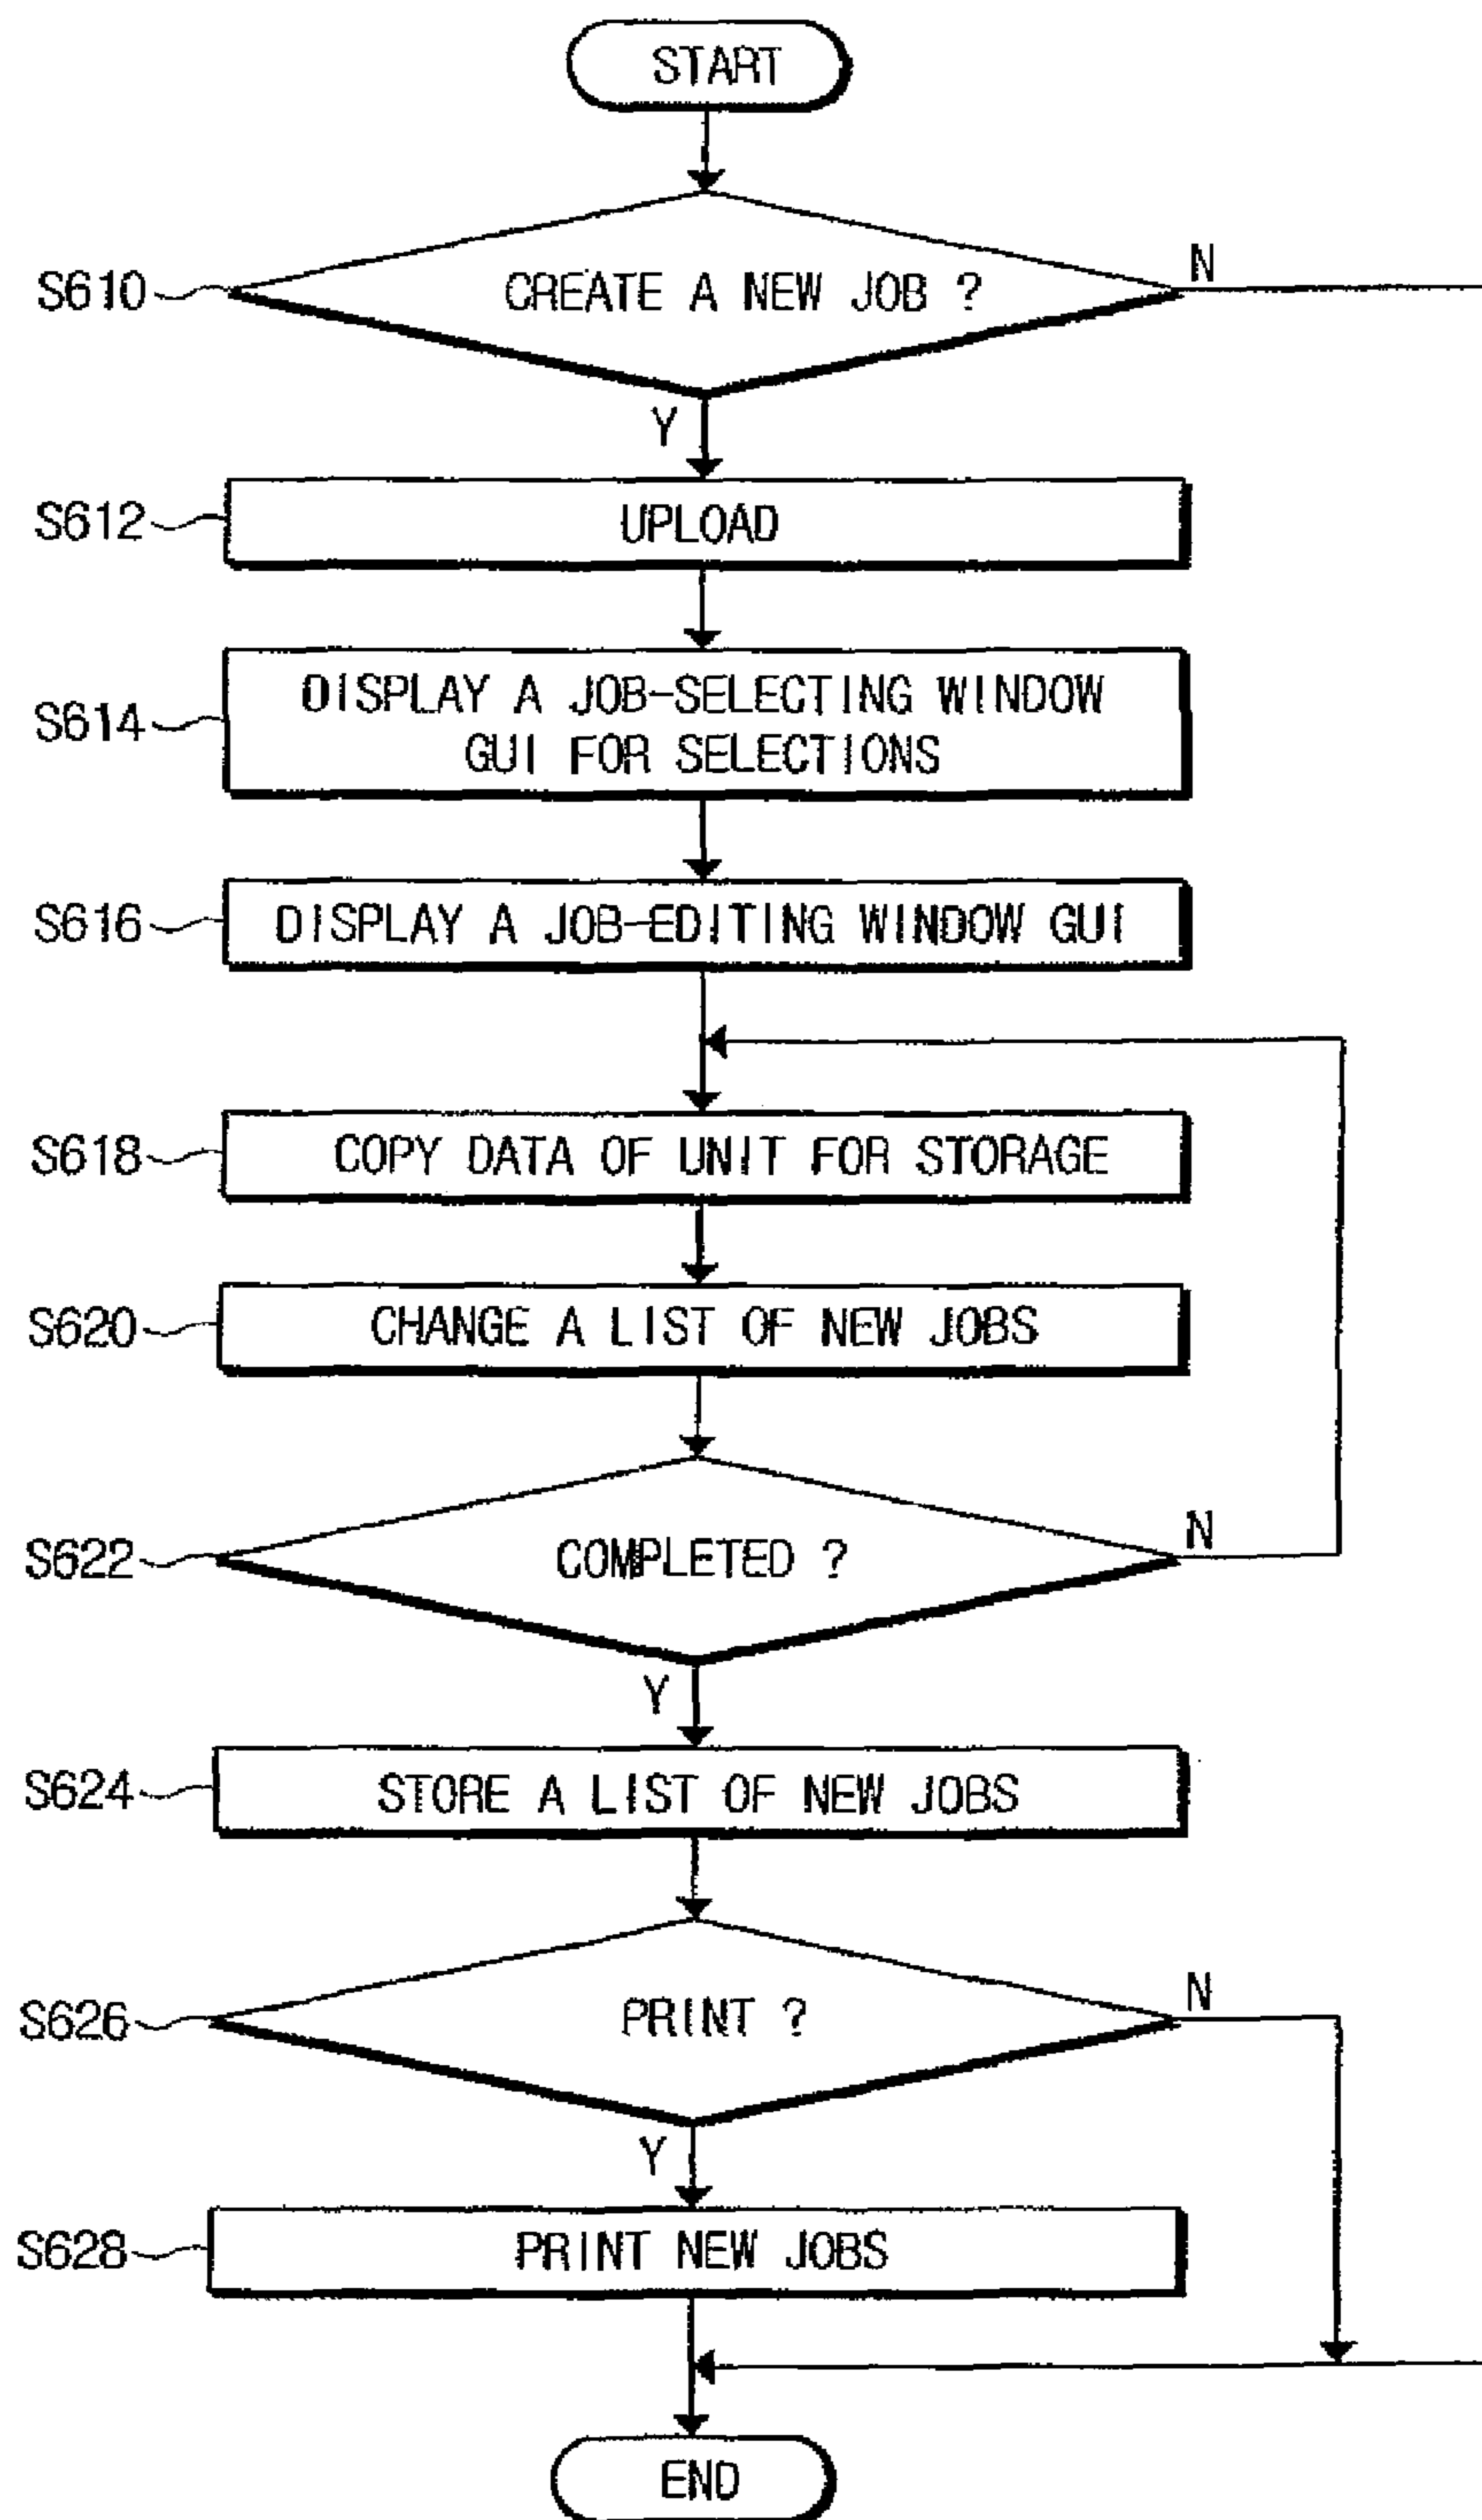 START
S610
CREATE A NEW JOB ?
N
Y
S612
UPLOAD
S614
DISPLAY A JOB-SELECTING WINDOW
GUI FOR SELECTIONS
S616
DISPLAY A JOB-EDITING WINDOW GUI
S618
COPY DATA OF UNIT FOR STORAGE
S620
CHANGE A LIST OF NEW JOBS
S622
COMPLETED ?
N
Y
S624
STORE A LIST OF NEW JOBS
S626
PRINT ?
N
Y
S628
PRINT NEW JOBS
END